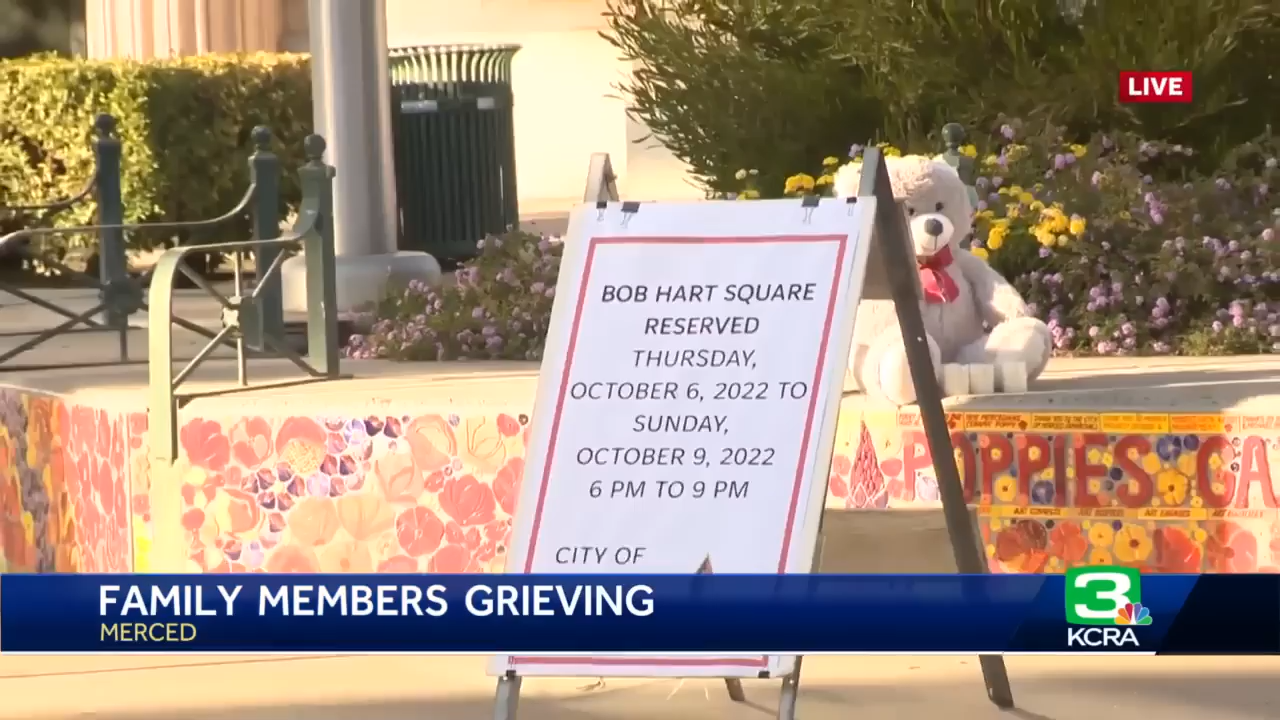 LIVE
BOB HART SQUARE
RESERVED
THURSDAY,
OCTOBER 6, 2022 TO
SUNDAY,
OCTOBER 9, 2022
6 PM TO 9 PM
CITY OF
POPPIES CA
FAMILY MEMBERS GRIEVING
MERCED
3
KCRA